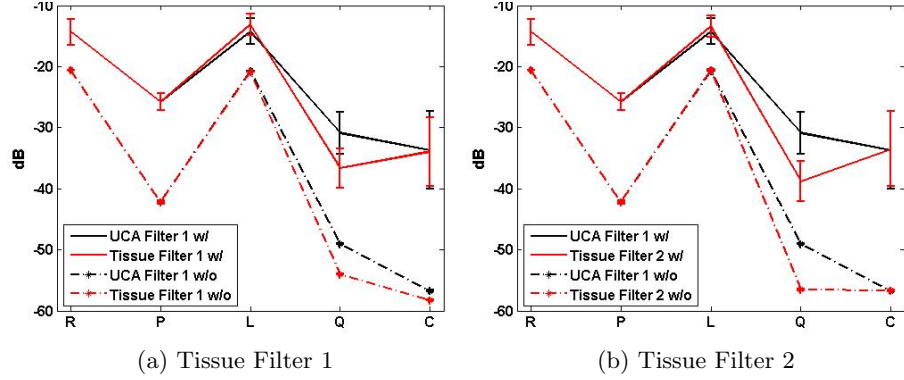 -10
-20
-30
-40
-50
-60
dB
UCA Filter 1 w/
Tissue Filter 1 w/
UCA Filter 1 w/o
Tissue Filter 1 w/o
R P L Q C
(a) Tissue Filter 1
-10
-20
-30
-40
-50
-60
dB
UCA Filter 1 w/
Tissue Filter 2 w/
UCA Filter 1 w/o
Tissue Filter 2 w/o
R P L Q C
(b) Tissue Filter 2